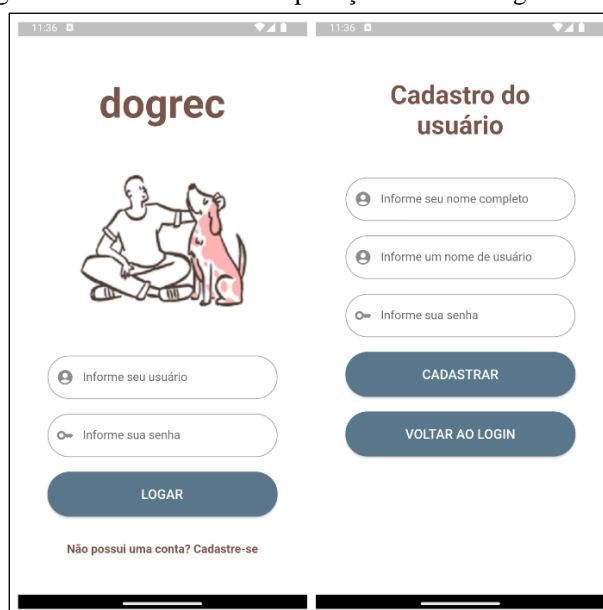 11:36
dogrec
Informe seu usuário
Informe sua senha
LOGAR
Não possui uma conta? Cadastre-se
11:36
Cadastro do
usuário
Informe seu nome completo
Informe um nome de usuário
Informe sua senha
CADASTRAR
VOLTAR AO LOGIN